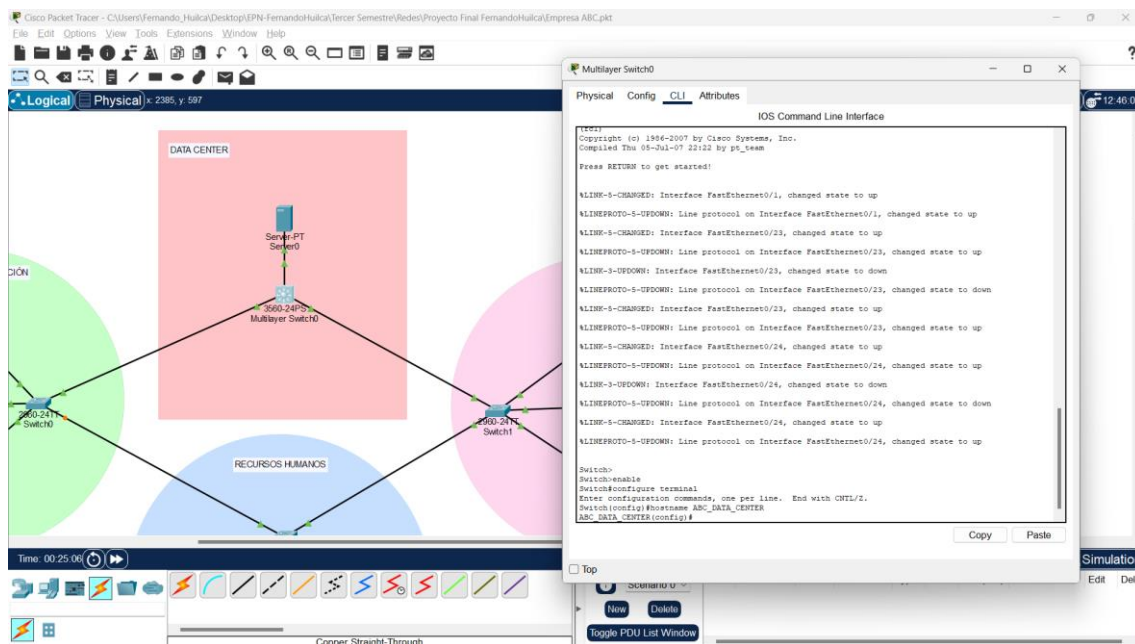 Cisco Packet Tracer - C:\Users\Fernando_Huilca\Desktop\EPN-FernandoHuilca\Tercer Semestre\Redes\Proyecto Final FernandoHuilca\Empresa ABC.pkt
File Edit Options View Tools Extensions Window Help
?
Logical
Physical
x: 2385, y: 597
12:46:0
DATA CENTER
Server-PT
Server0
3560-24PS
Multilayer Switch0
CIÓN
2960-24TT
Switch0
2960-24TT
Switch1
RECURSOS HUMANOS
Time: 00:25:06
Copper Straight-Through
Multilayer Switch0
Physical Config CLI Attributes
IOS Command Line Interface
(fc1)
Copyright (c) 1986-2007 by Cisco Systems, Inc.
Compiled Thu 05-Jul-07 22:22 by pt_team
Press RETURN to get started!
%LINK-5-CHANGED: Interface FastEthernet0/1, changed state to up
%LINEPROTO-5-UPDOWN: Line protocol on Interface FastEthernet0/1, changed state to up
%LINK-5-CHANGED: Interface FastEthernet0/23, changed state to up
%LINEPROTO-5-UPDOWN: Line protocol on Interface FastEthernet0/23, changed state to up
%LINK-3-UPDOWN: Interface FastEthernet0/23, changed state to down
%LINEPROTO-5-UPDOWN: Line protocol on Interface FastEthernet0/23, changed state to down
%LINK-5-CHANGED: Interface FastEthernet0/23, changed state to up
%LINEPROTO-5-UPDOWN: Line protocol on Interface FastEthernet0/23, changed state to up
%LINK-5-CHANGED: Interface FastEthernet0/24, changed state to up
%LINEPROTO-5-UPDOWN: Line protocol on Interface FastEthernet0/24, changed state to up
%LINK-3-UPDOWN: Interface FastEthernet0/24, changed state to down
%LINEPROTO-5-UPDOWN: Line protocol on Interface FastEthernet0/24, changed state to down
%LINK-5-CHANGED: Interface FastEthernet0/24, changed state to up
%LINEPROTO-5-UPDOWN: Line protocol on Interface FastEthernet0/24, changed state to up
Switch>
Switch>enable
Switch#configure terminal
Enter configuration commands, one per line. End with CNTL/Z.
Switch(config)#hostname ABC_DATA_CENTER
ABC_DATA_CENTER(config)#
Copy Paste
Top
Simulatio
Scenario 0
Edit Del
New Delete
Toggle PDU List Window